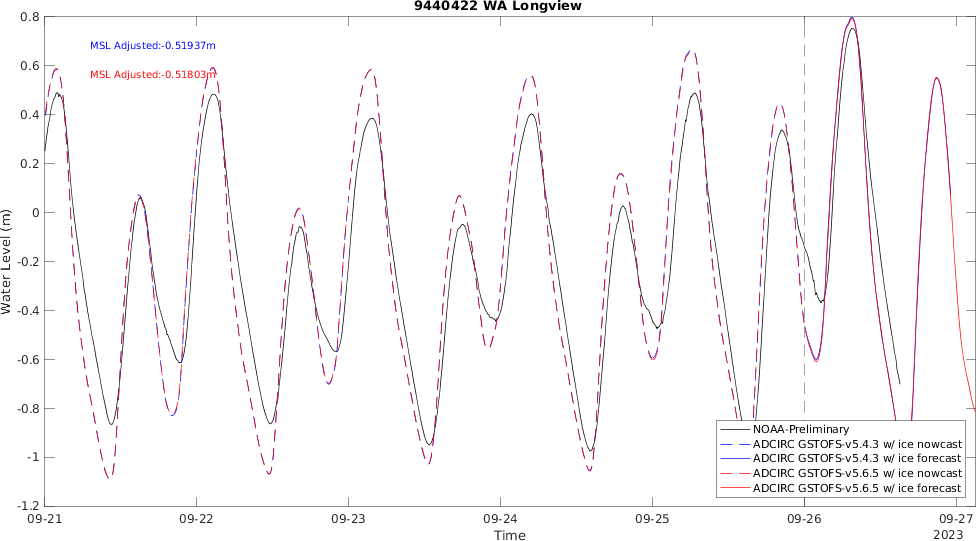 9440422 WA Longview
MSL Adjusted:-0.51937m
MSL Adjusted:-0.51803m
Water Level (m)
0.8
0.6
0.4
0.2
0
-0.2
-0.4
-0.6
-0.8
-1
-1.2
NOAA-Preliminary
ADCIRC GSTOFS-v5.4.3 w/ ice nowcast
ADCIRC GSTOFS-v5.4.3 w/ ice forecast
ADCIRC GSTOFS-v5.6.5 w/ ice nowcast
ADCIRC GSTOFS-v5.6.5 w/ ice forecast
09-21 09-22 09-23 09-24 09-25 09-26 09-27
Time 2023